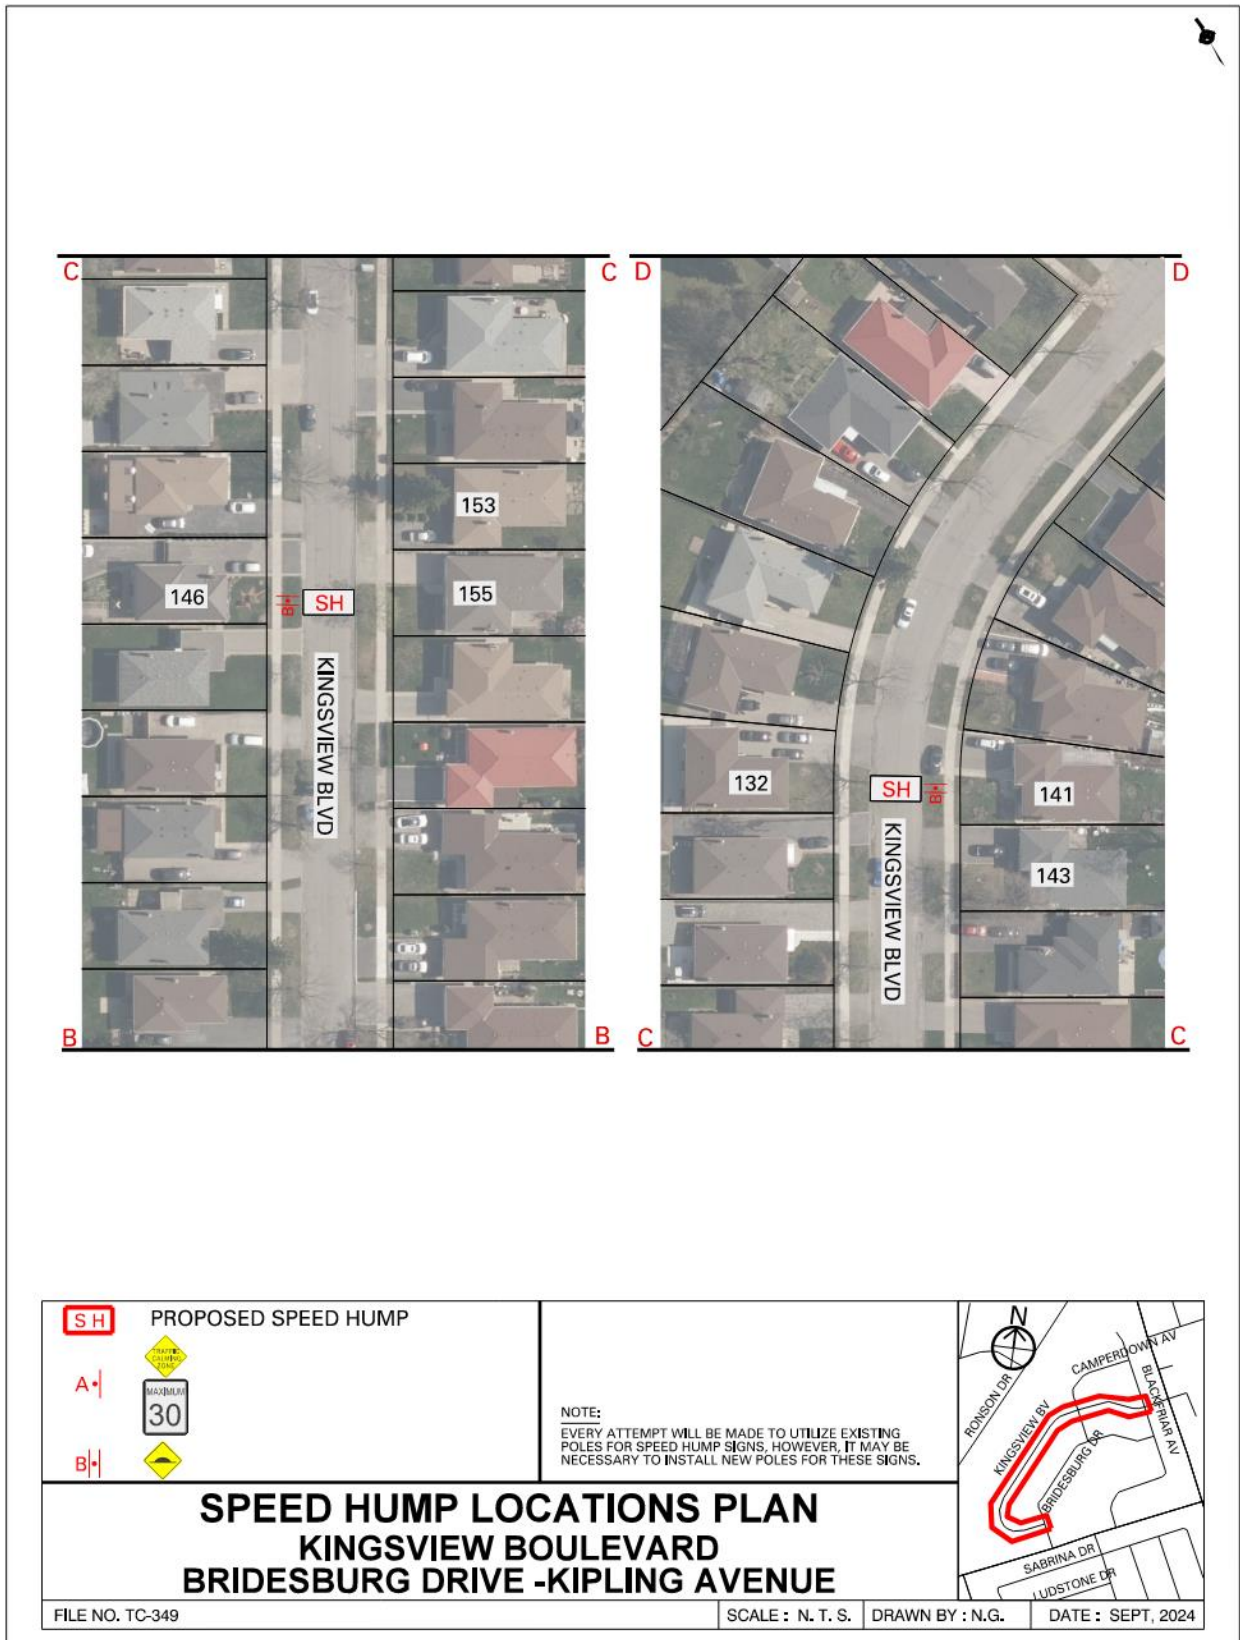 C
C
D
D
153
146
155
B
SH
KINGSVIEW BLVD
132
SH
B
141
143
KINGSVIEW BLVD
B
B
C
C
SH
PROPOSED SPEED HUMP
TRAFFIC
CALMING
ZONE
A
MAXIMUM
30
B
NOTE:
EVERY ATTEMPT WILL BE MADE TO UTILIZE EXISTING
POLES FOR SPEED HUMP SIGNS, HOWEVER, IT MAY BE
NECESSARY TO INSTALL NEW POLES FOR THESE SIGNS.
N
RONSON DR
CAMPERDOWN AV
BLACKFRIAR AV
KINGSVIEW BV
BRIDESBURG DR
SABRINA DR
LUDSTONE DR
SPEED HUMP LOCATIONS PLAN
KINGSVIEW BOULEVARD
BRIDESBURG DRIVE -KIPLING AVENUE
FILE NO. TC-349
SCALE : N. T. S.
DRAWN BY : N.G.
DATE : SEPT, 2024